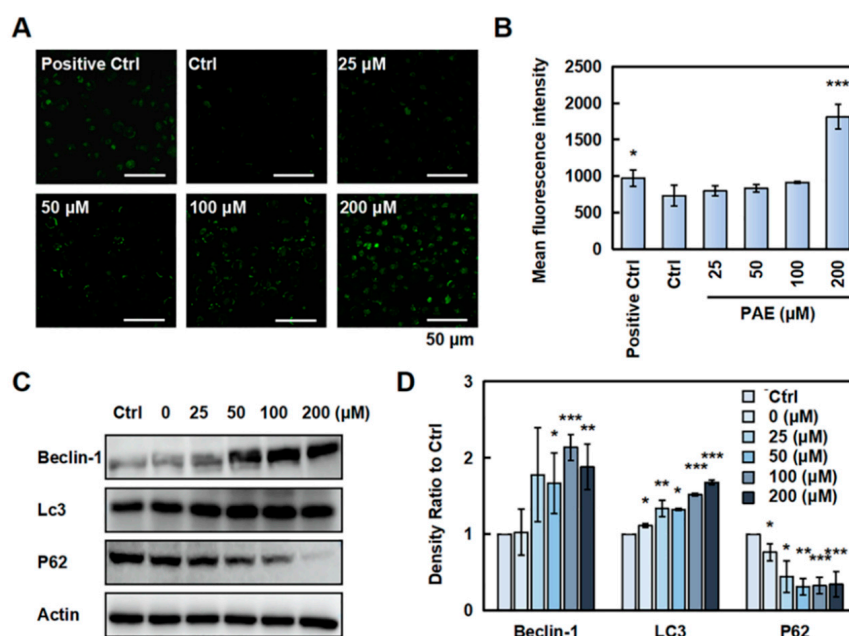 A
Positive Ctrl
Ctrl
25 µM
50 µM
100 µM
200 µM
50 µm
B
Mean fluorescence intensity
2500
2000
1500
1000
500
0
*
***
Positive Ctrl
Ctrl
25
50
100
200
PAE (µM)
C
Ctrl 0 25 50 100 200 (µM)
Beclin-1
Lc3
P62
Actin
D
Density Ratio to Ctrl
3
2
1
0
Ctrl
0 (µM)
25 (µM)
50 (µM)
100 (µM)
200 (µM)
* *** **
* ** * *** ***
* * ** *** ***
Beclin-1 LC3 P62